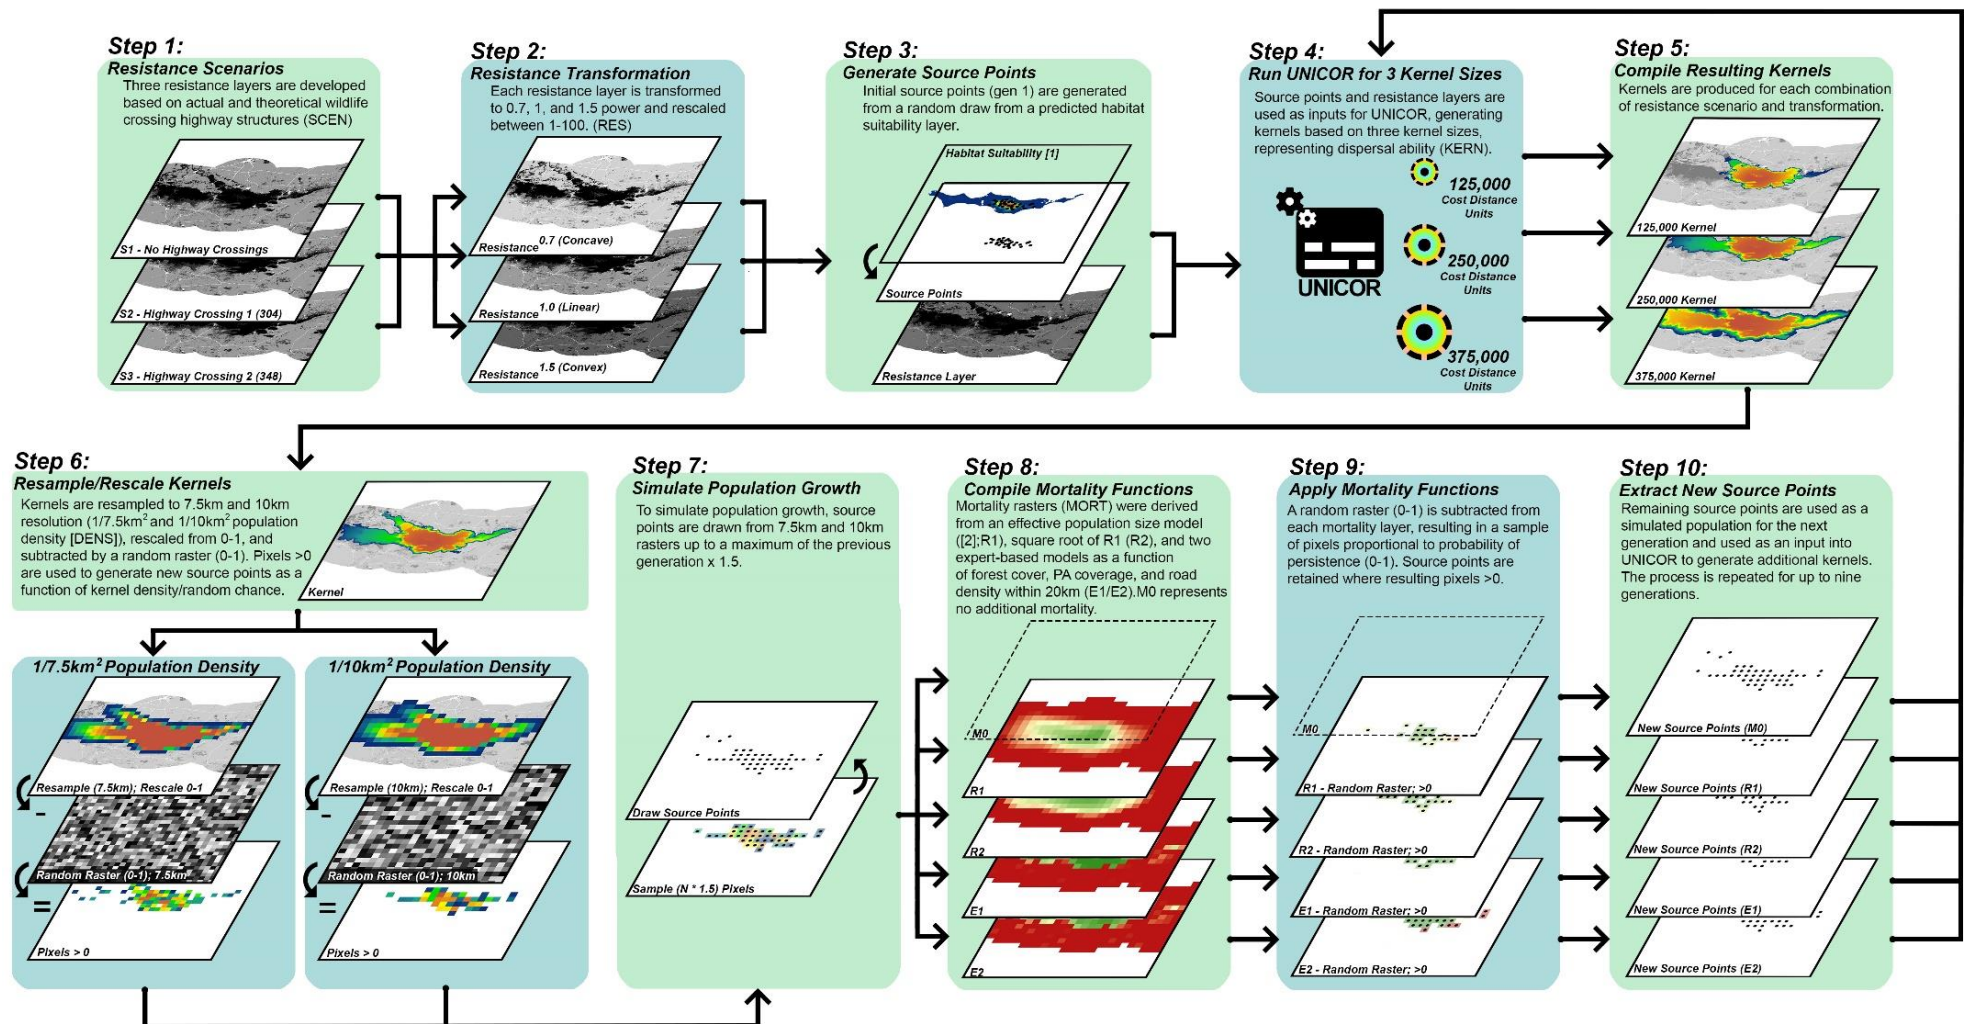 Step 1:
Resistance Scenarios
Three resistance layers are developed
based on actual and theoretical wildlife
crossing highway structures (SCEN)
S1 - No Highway Crossings
S2 - Highway Crossing 1 (304)
S3 - Highway Crossing 2 (348)
Step 2:
Resistance Transformation
Each resistance layer is transformed
to 0.7, 1, and 1.5 power and rescaled
between 1-100. (RES)
Resistance 0.7 (Concave)
Resistance 1.0 (Linear)
Resistance 1.5 (Convex)
Step 3:
Generate Source Points
Initial source points (gen 1) are generated
from a random draw from a predicted habitat
suitability layer.
Habitat Suitability [1]
Source Points
Resistance Layer
Step 4:
Run UNICOR for 3 Kernel Sizes
Source points and resistance layers are
used as inputs for UNICOR, generating
kernels based on three kernel sizes,
representing dispersal ability (KERN).
UNICOR
125,000
Cost Distance
Units
250,000
Cost Distance
Units
375,000
Cost Distance
Units
Step 5:
Compile Resulting Kernels
Kernels are produced for each combination
of resistance scenario and transformation.
125,000 Kernel
250,000 Kernel
375,000 Kernel
Step 6:
Resample/Rescale Kernels
Kernels are resampled to 7.5km and 10km
resolution (1/7.5km² and 1/10km² population
density [DENS]), rescaled from 0-1, and
subtracted by a random raster (0-1). Pixels >0
are used to generate new source points as a
function of kernel density/random chance.
Kernel
1/7.5km² Population Density
Resample (7.5km); Rescale 0-1
-
Random Raster (0-1); 7.5km
=
Pixels > 0
1/10km² Population Density
Resample (10km); Rescale 0-1
-
Random Raster (0-1); 10km
=
Pixels > 0
Step 7:
Simulate Population Growth
To simulate population growth, source
points are drawn from 7.5km and 10km
rasters up to a maximum of the previous
generation x 1.5.
Draw Source Points
Sample (N * 1.5) Pixels
Step 8:
Compile Mortality Functions
Mortality rasters (MORT) were derived
from an effective population size model
([2];R1), square root of R1 (R2), and two
expert-based models as a function
of forest cover, PA coverage, and road
density within 20km (E1/E2).M0 represents
no additional mortality.
M0
R1
R2
E1
E2
Step 9:
Apply Mortality Functions
A random raster (0-1) is subtracted from
each mortality layer, resulting in a sample
of pixels proportional to probability of
persistence (0-1). Source points are
retained where resulting pixels >0.
M0
R1 - Random Raster; >0
R2 - Random Raster; >0
E1 - Random Raster; >0
E2 - Random Raster; >0
Step 10:
Extract New Source Points
Remaining source points are used as a
simulated population for the next
generation and used as an input into
UNICOR to generate additional kernels.
The process is repeated for up to nine
generations.
New Source Points (M0)
New Source Points (R1)
New Source Points (R2)
New Source Points (E1)
New Source Points (E2)